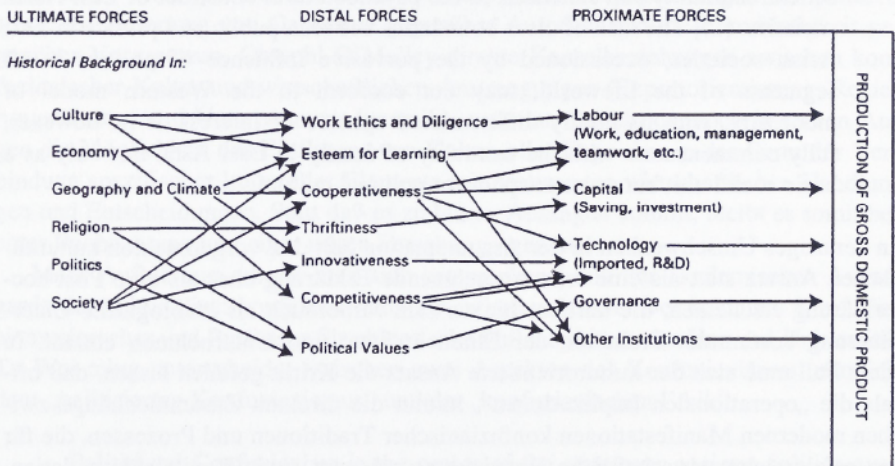 ULTIMATE FORCES
DISTAL FORCES
PROXIMATE FORCES
Historical Background in:
Culture
Economy
Geography and Climate
Religion
Politics
Society
Work Ethics and Diligence
Esteem for Learning
Cooperativeness
Thriftiness
Innovativeness
Competitiveness
Political Values
Labour
(Work, education, management,
teamwork, etc.)
Capital
(Saving, investment)
Technology
(Imported, R&D)
Governance
Other Institutions
PRODUCTION OF GROSS DOMESTIC PRODUCT